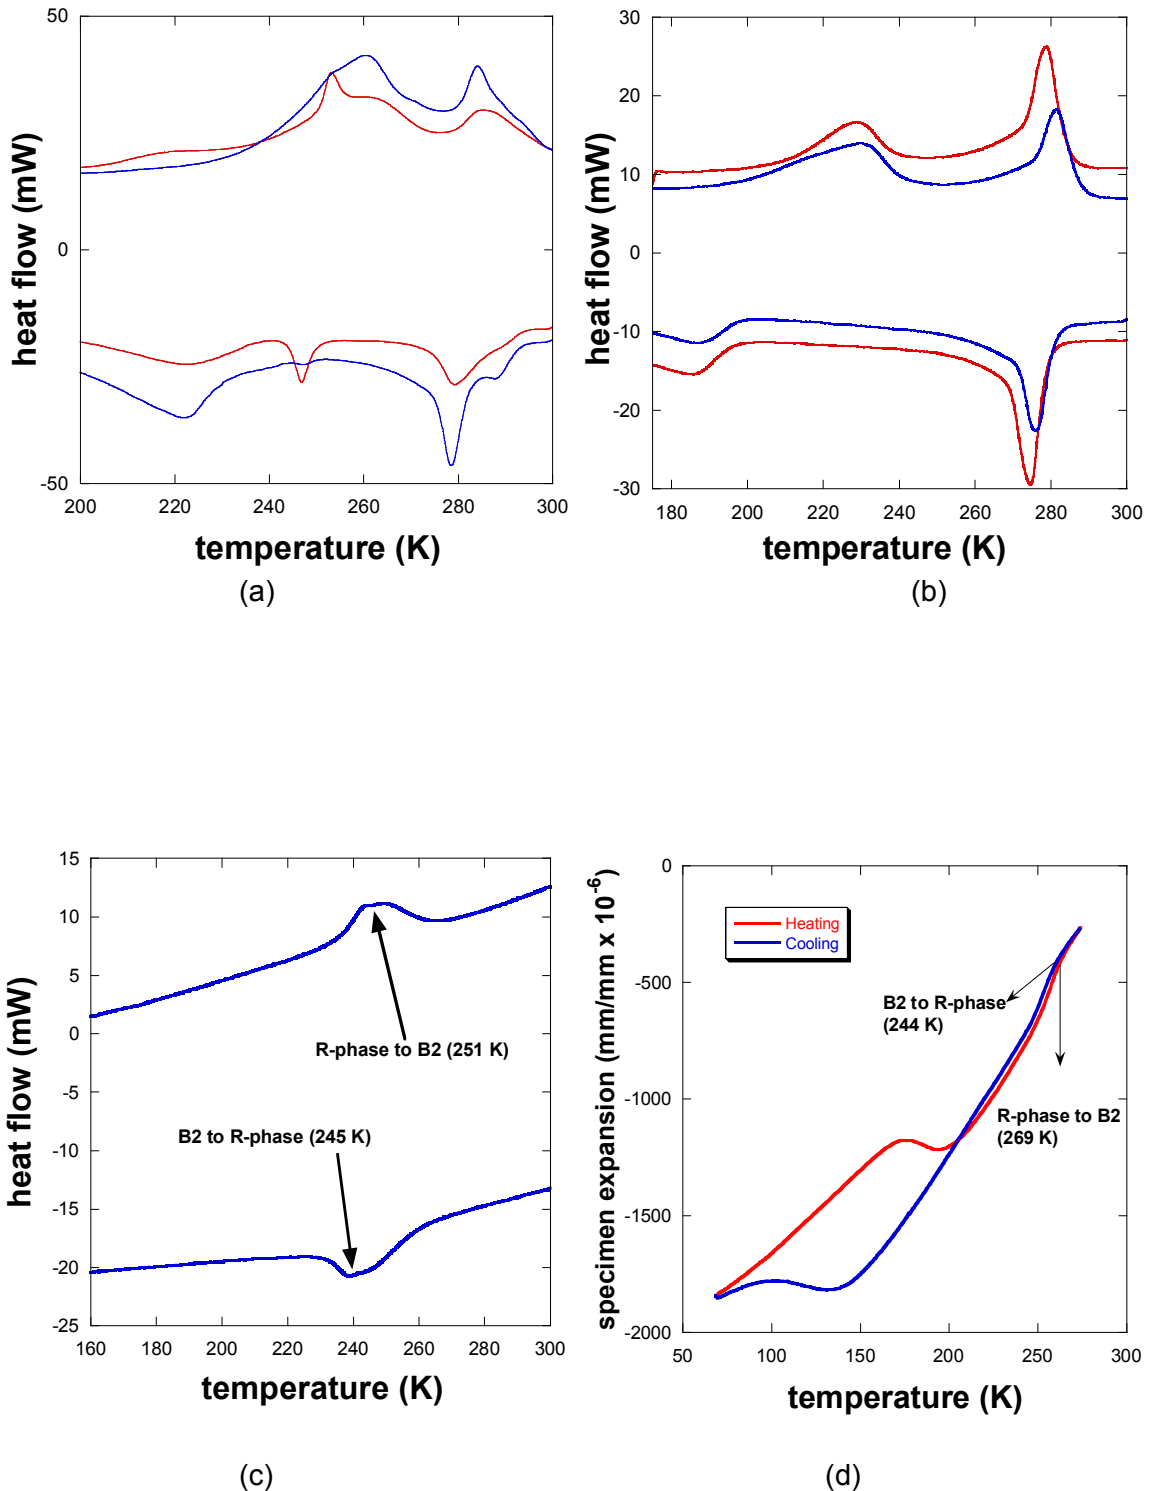 50
0
-50
200
220
240
260
280
300
heat flow (mW)
temperature (K)
(a)
30
20
10
0
-10
-20
-30
180
200
220
240
260
280
300
heat flow (mW)
temperature (K)
(b)
15
10
5
0
-5
-10
-15
-20
-25
160
180
200
220
240
260
280
300
heat flow (mW)
R-phase to B2 (251 K)
B2 to R-phase (245 K)
temperature (K)
(c)
0
-500
-1000
-1500
-2000
50
100
150
200
250
300
specimen expansion (mm/mm x 10⁻⁶)
Heating
Cooling
B2 to R-phase
(244 K)
R-phase to B2
(269 K)
temperature (K)
(d)